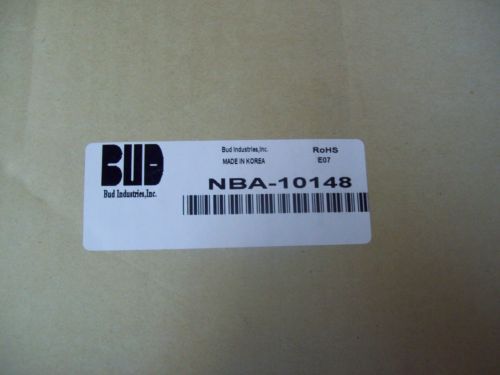 BUD
Bud Industries,Inc.
Bud Industries,Inc.
MADE IN KOREA
RoHS
E07
NBA-10148